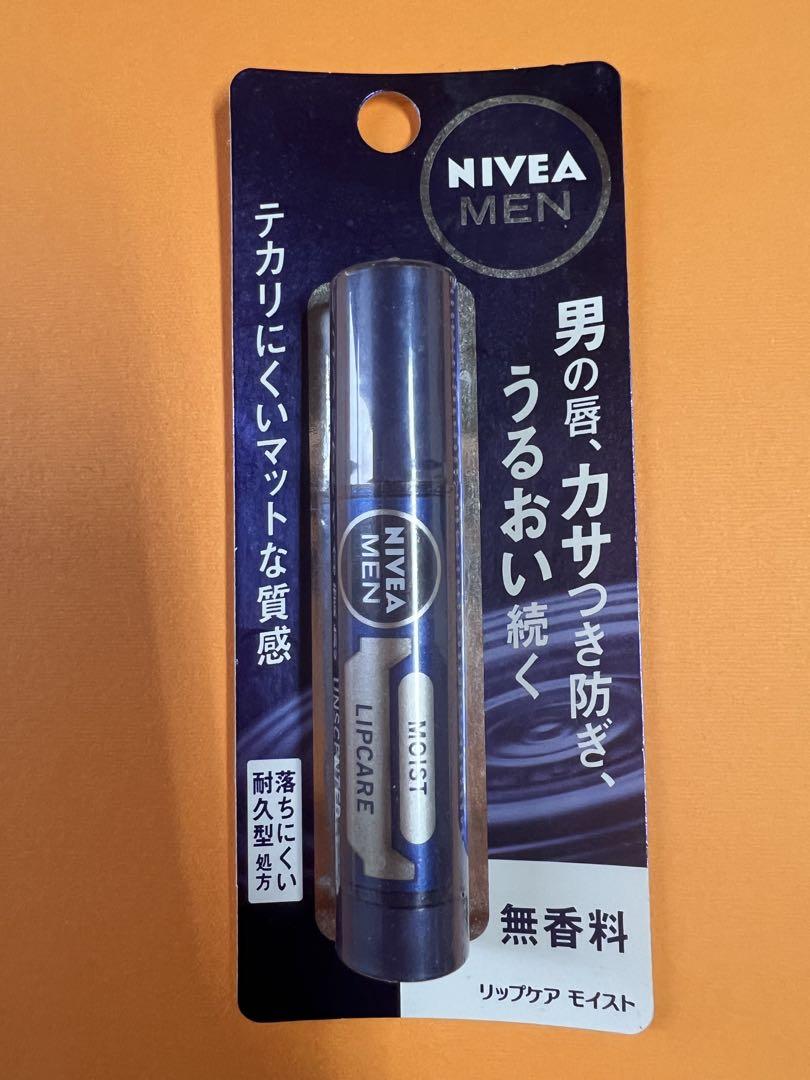 NIVEA
MEN
男の唇、カサつき防ぎ、
うるおい続く
テカリにくいマットな質感
NIVEA
MEN
MOIST
LIPCARE
UNSCENTED
落ちにくい
耐久型処方
無香料
リップケア モイスト